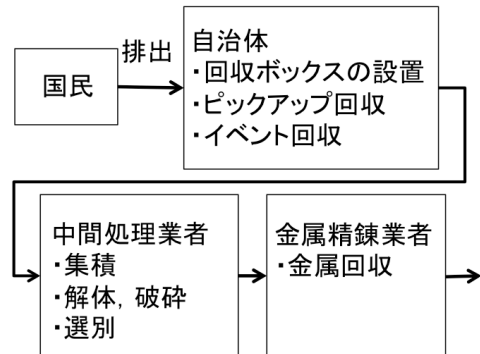 国民
排出
自治体
・回収ボックスの設置
・ピックアップ回収
・イベント回収
中間処理業者
・集積
・解体，破砕
・選別
金属精錬業者
・金属回収